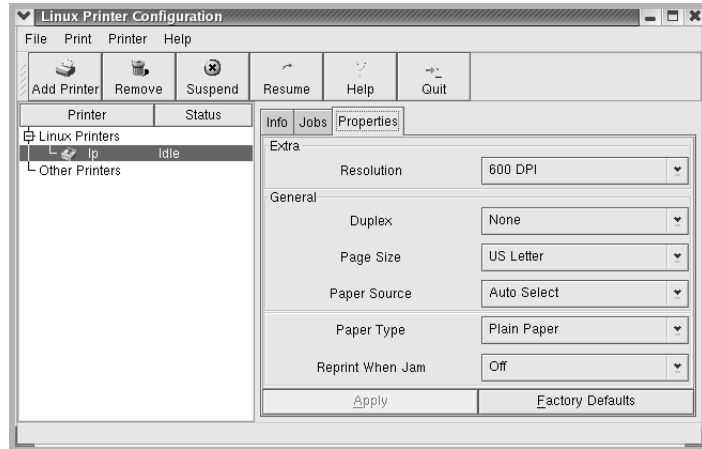 Linux Printer Configuration
File Print Printer Help
Add Printer Remove Suspend Resume Help Quit
Printer Status
Linux Printers
lp Idle
Other Printers
Info Jobs Properties
Extra
Resolution 600 DPI
General
Duplex None
Page Size US Letter
Paper Source Auto Select
Paper Type Plain Paper
Reprint When Jam Off
Apply Factory Defaults